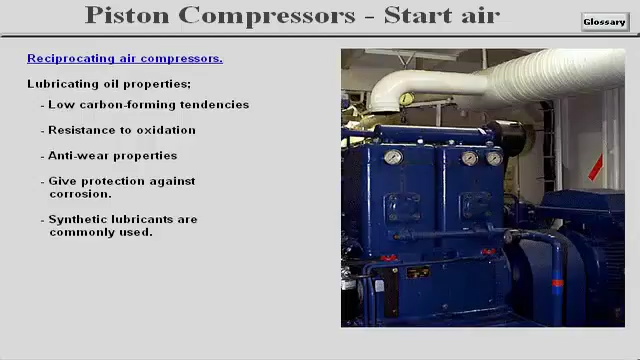 Piston Compressors - Start air
Glossary
Reciprocating air compressors.
Lubricating oil properties;
- Low carbon-forming tendencies
- Resistance to oxidation
- Anti-wear properties
- Give protection against
corrosion.
- Synthetic lubricants are
commonly used.